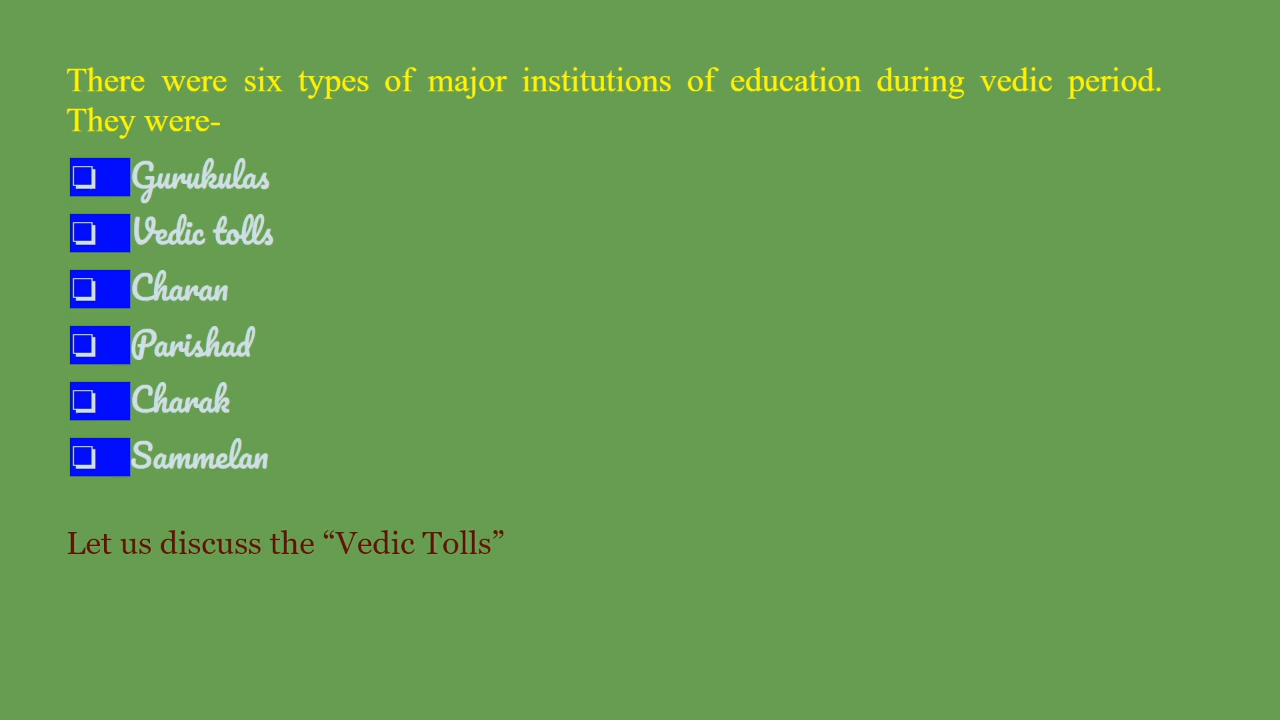 There were six types of major institutions of education during vedic period.
They were-
❏ Gurukulas
❏ Vedic tolls
❏ Charan
❏ Parishad
❏ Charak
❏ Sammelan
Let us discuss the “Vedic Tolls”